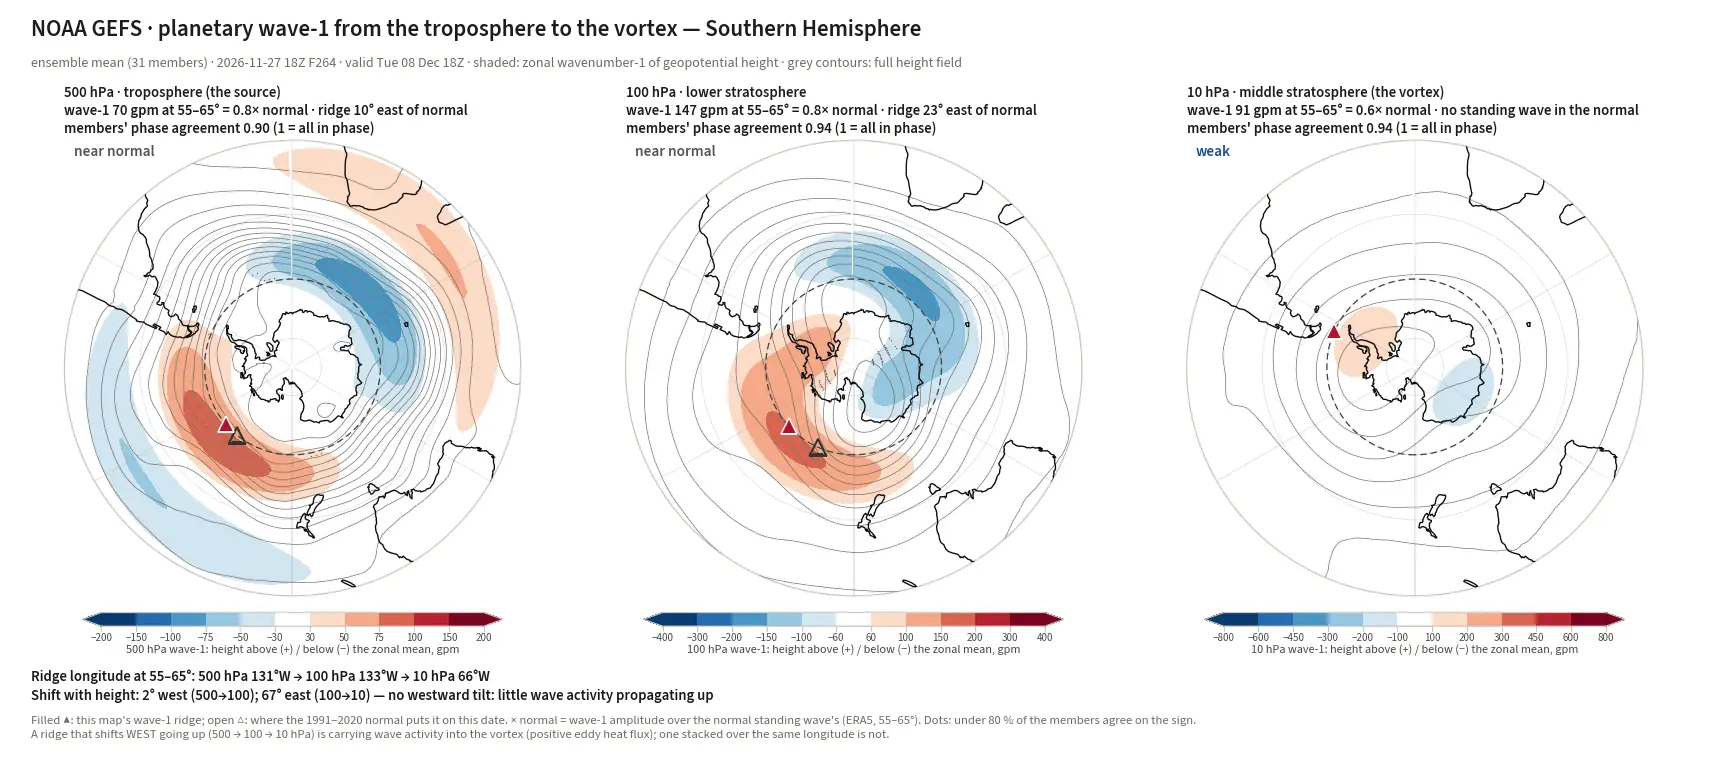 NOAA GEFS · planetary wave-1 from the troposphere to the vortex — Southern Hemisphere
ensemble mean (31 members) · 2026-11-27 18Z F264 · valid Tue 08 Dec 18Z · shaded: zonal wavenumber-1 of geopotential height · grey contours: full height field
500 hPa · troposphere (the source)
wave-1 70 gpm at 55–65° = 0.8× normal · ridge 10° east of normal
members' phase agreement 0.90 (1 = all in phase)
near normal
100 hPa · lower stratosphere
wave-1 147 gpm at 55–65° = 0.8× normal · ridge 23° east of normal
members' phase agreement 0.94 (1 = all in phase)
near normal
10 hPa · middle stratosphere (the vortex)
wave-1 91 gpm at 55–65° = 0.6× normal · no standing wave in the normal
members' phase agreement 0.94 (1 = all in phase)
weak
−200 −150 −100 −75 −50 −30 30 50 75 100 150 200
500 hPa wave-1: height above (+) / below (−) the zonal mean, gpm
−400 −300 −200 −150 −100 −60 60 100 150 200 300 400
100 hPa wave-1: height above (+) / below (−) the zonal mean, gpm
−800 −600 −450 −300 −200 −100 100 200 300 450 600 800
10 hPa wave-1: height above (+) / below (−) the zonal mean, gpm
Ridge longitude at 55–65°: 500 hPa 131°W → 100 hPa 133°W → 10 hPa 66°W
Shift with height: 2° west (500→100); 67° east (100→10) — no westward tilt: little wave activity propagating up
Filled ▲: this map's wave-1 ridge; open △: where the 1991–2020 normal puts it on this date. × normal = wave-1 amplitude over the normal standing wave's (ERA5, 55–65°). Dots: under 80 % of the members agree on the sign.
A ridge that shifts WEST going up (500 → 100 → 10 hPa) is carrying wave activity into the vortex (positive eddy heat flux); one stacked over the same longitude is not.